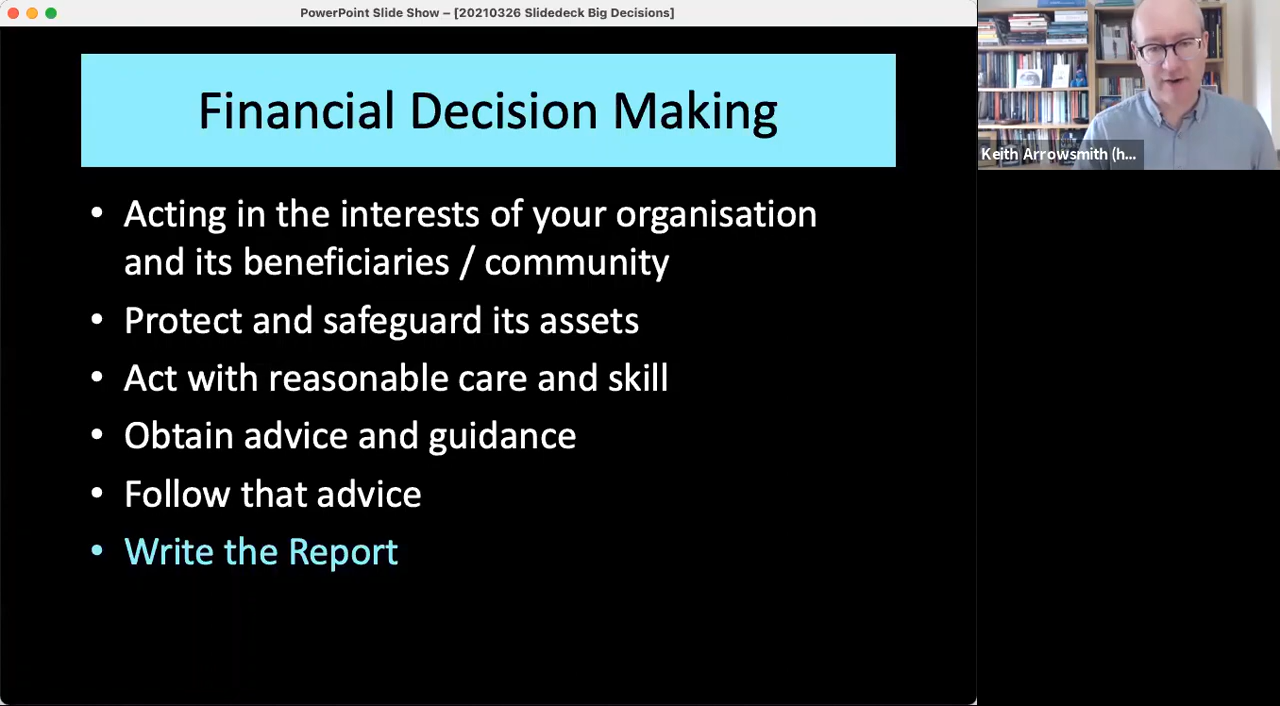 PowerPoint Slide Show – [20210326 Slidedeck Big Decisions]
Financial Decision Making
• Acting in the interests of your organisation
and its beneficiaries / community
• Protect and safeguard its assets
• Act with reasonable care and skill
• Obtain advice and guidance
• Follow that advice
• Write the Report
Keith Arrowsmith (h...